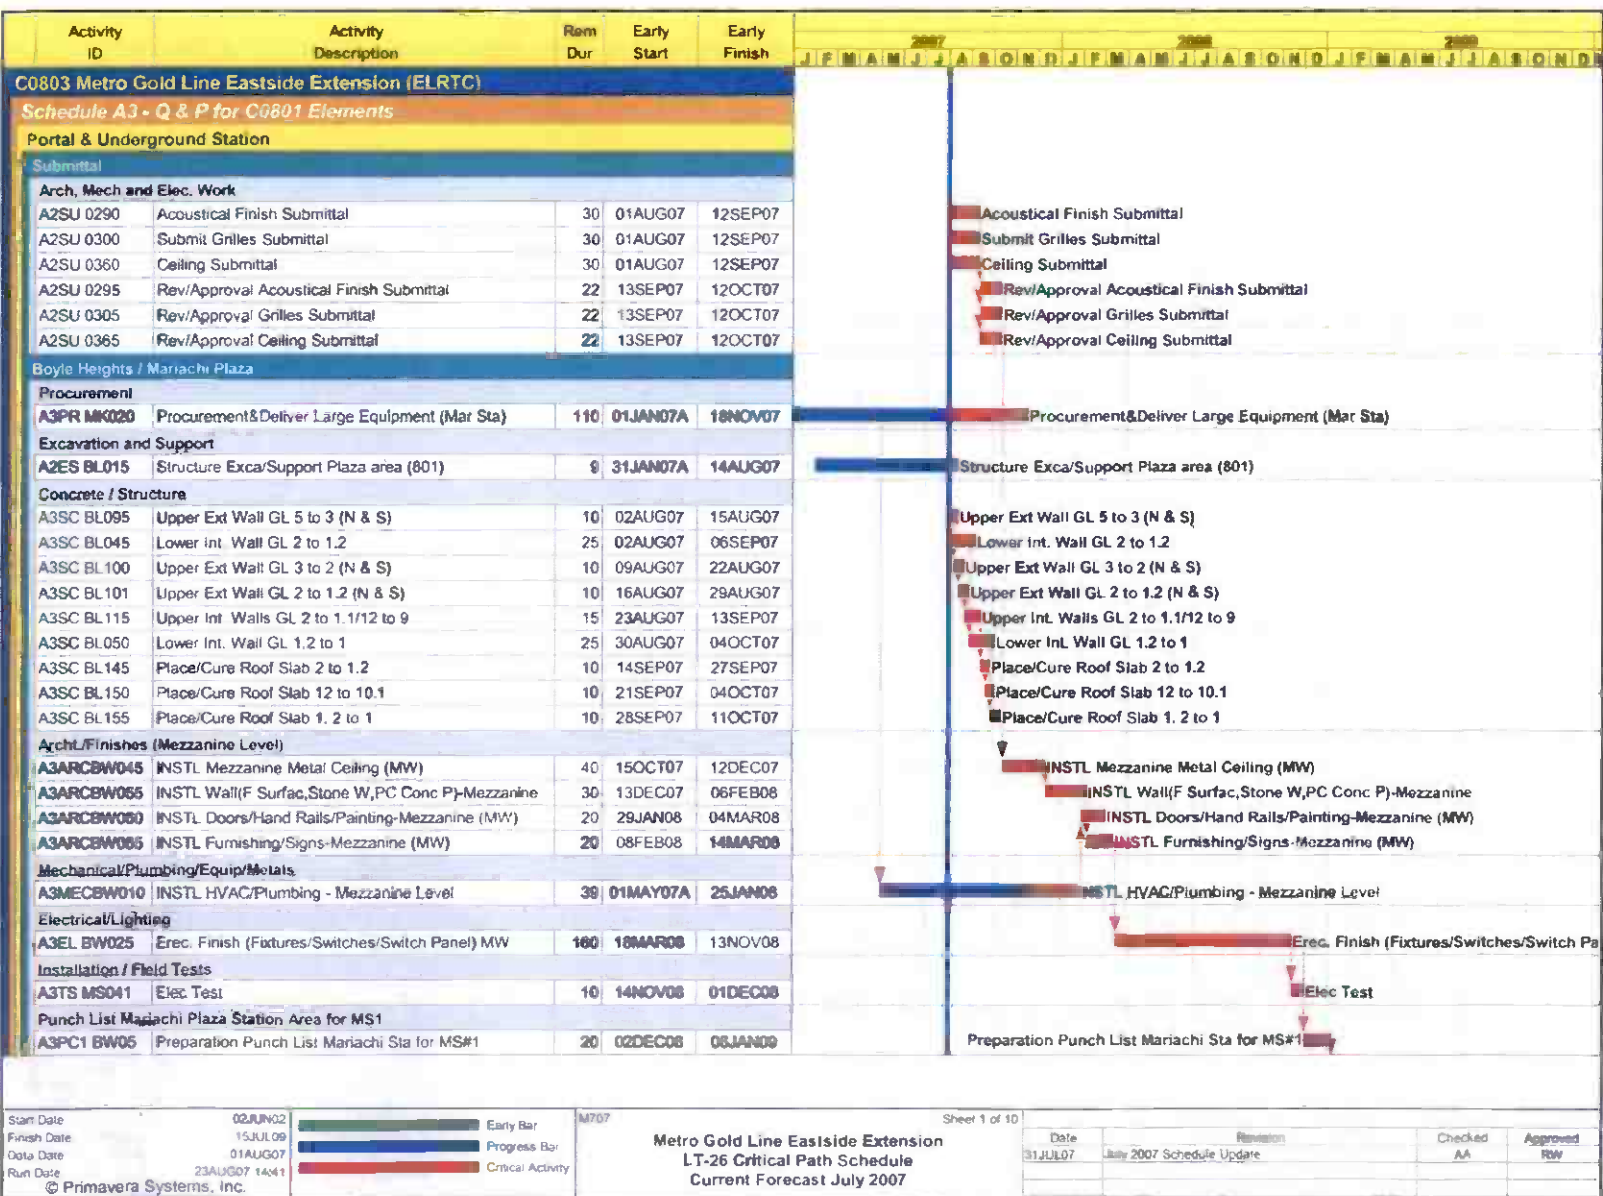 Activity ID Activity Description Rem Dur Early Start Early Finish 2007 2008 2009
J F M A M J J A S O N D J F M A M J J A S O N D J F M A M J J A S O N D
C0803 Metro Gold Line Eastside Extension (ELRTC)
Schedule A3 - Q & P for C0801 Elements
Portal & Underground Station
Submittal
Arch, Mech and Elec. Work
A2SU 0290 Acoustical Finish Submittal 30 01AUG07 12SEP07 Acoustical Finish Submittal
A2SU 0300 Submit Grilles Submittal 30 01AUG07 12SEP07 Submit Grilles Submittal
A2SU 0360 Ceiling Submittal 30 01AUG07 12SEP07 Ceiling Submittal
A2SU 0295 Rev/Approval Acoustical Finish Submittal 22 13SEP07 12OCT07 Rev/Approval Acoustical Finish Submittal
A2SU 0305 Rev/Approval Grilles Submittal 22 13SEP07 12OCT07 Rev/Approval Grilles Submittal
A2SU 0365 Rev/Approval Ceiling Submittal 22 13SEP07 12OCT07 Rev/Approval Ceiling Submittal
Boyle Heights / Mariachi Plaza
Procurement
A3PR MK020 Procurement&Deliver Large Equipment (Mar Sta) 110 01JAN07A 18NOV07 Procurement&Deliver Large Equipment (Mar Sta)
Excavation and Support
A2ES BL015 Structure Exca/Support Plaza area (801) 9 31JAN07A 14AUG07 Structure Exca/Support Plaza area (801)
Concrete / Structure
A3SC BL095 Upper Ext Wall GL 5 to 3 (N & S) 10 02AUG07 15AUG07 Upper Ext Wall GL 5 to 3 (N & S)
A3SC BL045 Lower Int. Wall GL 2 to 1.2 25 02AUG07 06SEP07 Lower Int. Wall GL 2 to 1.2
A3SC BL100 Upper Ext Wall GL 3 to 2 (N & S) 10 09AUG07 22AUG07 Upper Ext Wall GL 3 to 2 (N & S)
A3SC BL101 Upper Ext Wall GL 2 to 1.2 (N & S) 10 16AUG07 29AUG07 Upper Ext Wall GL 2 to 1.2 (N & S)
A3SC BL115 Upper Int. Walls GL 2 to 1.1/12 to 9 15 23AUG07 13SEP07 Upper Int. Walls GL 2 to 1.1/12 to 9
A3SC BL050 Lower Int. Wall GL 1.2 to 1 25 30AUG07 04OCT07 Lower Int. Wall GL 1.2 to 1
A3SC BL145 Place/Cure Roof Slab 2 to 1.2 10 14SEP07 27SEP07 Place/Cure Roof Slab 2 to 1.2
A3SC BL150 Place/Cure Roof Slab 12 to 10.1 10 21SEP07 04OCT07 Place/Cure Roof Slab 12 to 10.1
A3SC BL155 Place/Cure Roof Slab 1. 2 to 1 10 28SEP07 11OCT07 Place/Cure Roof Slab 1. 2 to 1
Archt./Finishes (Mezzanine Level)
A3ARCBW045 INSTL Mezzanine Metal Ceiling (MW) 40 15OCT07 12DEC07 INSTL Mezzanine Metal Ceiling (MW)
A3ARCBW055 INSTL Wall(F Surfac,Stone W,PC Conc P)-Mezzanine 30 13DEC07 06FEB08 INSTL Wall(F Surfac,Stone W,PC Conc P)-Mezzanine
A3ARCBW060 INSTL Doors/Hand Rails/Painting-Mezzanine (MW) 20 29JAN08 04MAR08 INSTL Doors/Hand Rails/Painting-Mezzanine (MW)
A3ARCBW065 INSTL Furnishing/Signs-Mezzanine (MW) 20 08FEB08 14MAR08 INSTL Furnishing/Signs-Mezzanine (MW)
Mechanical/Plumbing/Equip/Metals
A3MECBW010 INSTL HVAC/Plumbing - Mezzanine Level 39 01MAY07A 25JAN08 INSTL HVAC/Plumbing - Mezzanine Level
Electrical/Lighting
A3EL BW025 Erec. Finish (Fixtures/Switches/Switch Panel) MW 160 18MAR08 13NOV08 Erec. Finish (Fixtures/Switches/Switch Pa
Installation / Field Tests
A3TS MS041 Elec Test 10 14NOV08 01DEC08 Elec Test
Punch List Mariachi Plaza Station Area for MS1
A3PC1 BW05 Preparation Punch List Mariachi Sta for MS#1 20 02DEC08 06JAN09 Preparation Punch List Mariachi Sta for MS#1
Start Date 02JUN02
Finish Date 15JUL09
Data Date 01AUG07
Run Date 23AUG07 14:41
© Primavera Systems, Inc.
Early Bar
Progress Bar
Critical Activity
M707
Sheet 1 of 10
Metro Gold Line Eastside Extension
LT-26 Critical Path Schedule
Current Forecast July 2007
Date Revision Checked Approved
31JUL07 July 2007 Schedule Update AA RW